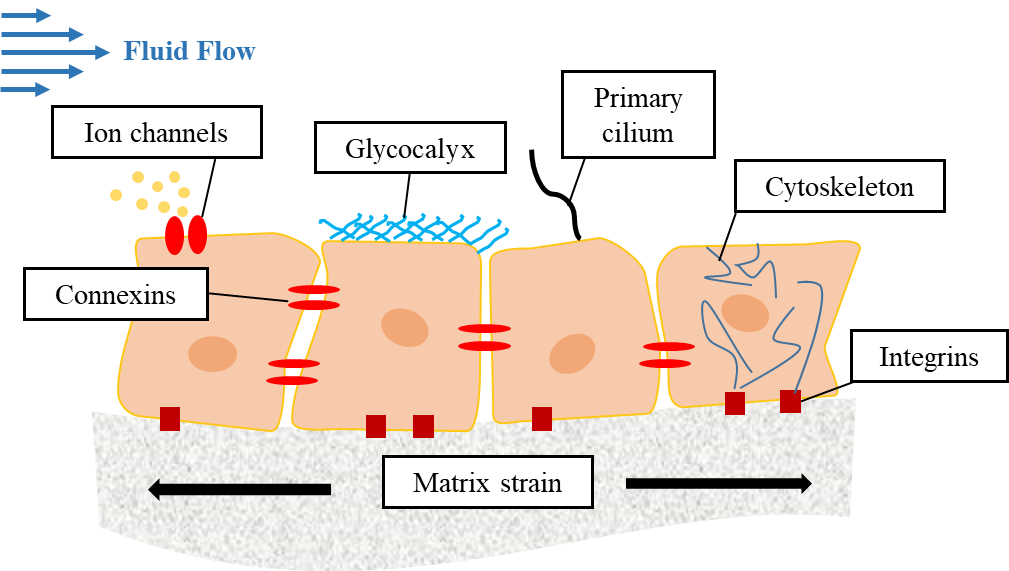 Fluid Flow
Ion channels
Glycocalyx
Primary
cilium
Cytoskeleton
Connexins
Integrins
Matrix strain